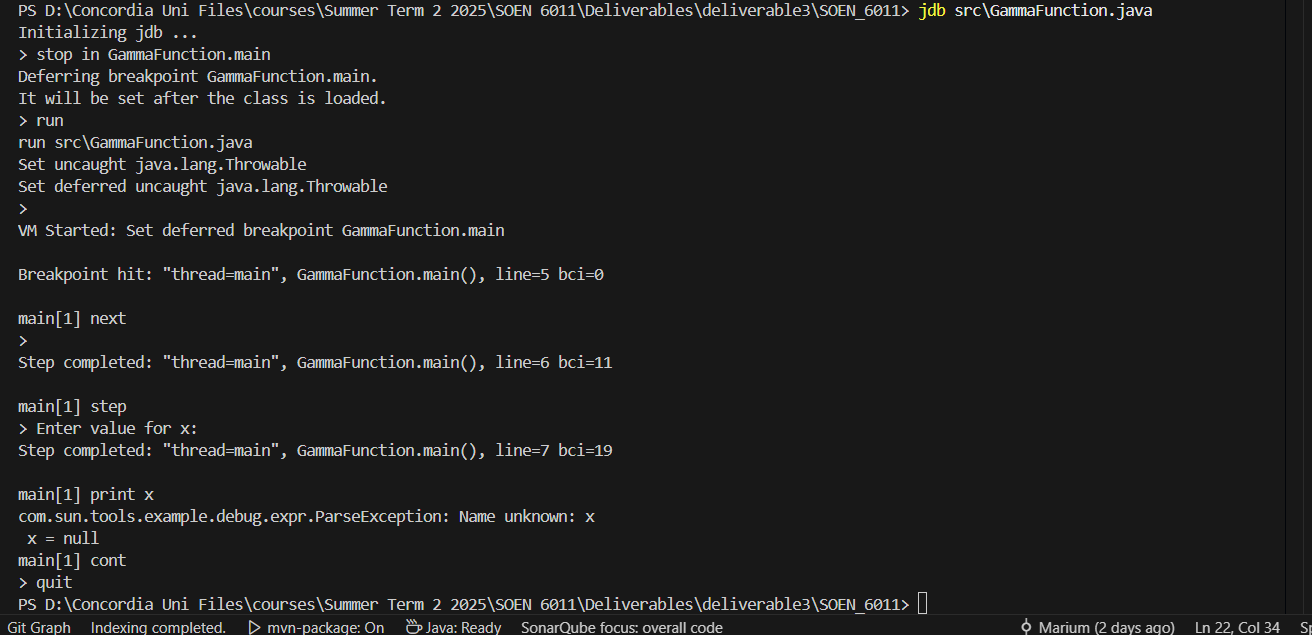 PS D:\Concordia Uni Files\courses\Summer Term 2 2025\SOEN 6011\Deliverables\deliverable3\SOEN_6011> jdb src\GammaFunction.java
Initializing jdb ...
> stop in GammaFunction.main
Deferring breakpoint GammaFunction.main.
It will be set after the class is loaded.
> run
run src\GammaFunction.java
Set uncaught java.lang.Throwable
Set deferred uncaught java.lang.Throwable
>
VM Started: Set deferred breakpoint GammaFunction.main
Breakpoint hit: "thread=main", GammaFunction.main(), line=5 bci=0
main[1] next
>
Step completed: "thread=main", GammaFunction.main(), line=6 bci=11
main[1] step
> Enter value for x:
Step completed: "thread=main", GammaFunction.main(), line=7 bci=19
main[1] print x
com.sun.tools.example.debug.expr.ParseException: Name unknown: x
x = null
main[1] cont
> quit
PS D:\Concordia Uni Files\courses\Summer Term 2 2025\SOEN 6011\Deliverables\deliverable3\SOEN_6011>
Git Graph Indexing completed. mvn-package: On Java: Ready SonarQube focus: overall code Marium (2 days ago) Ln 22, Col 34